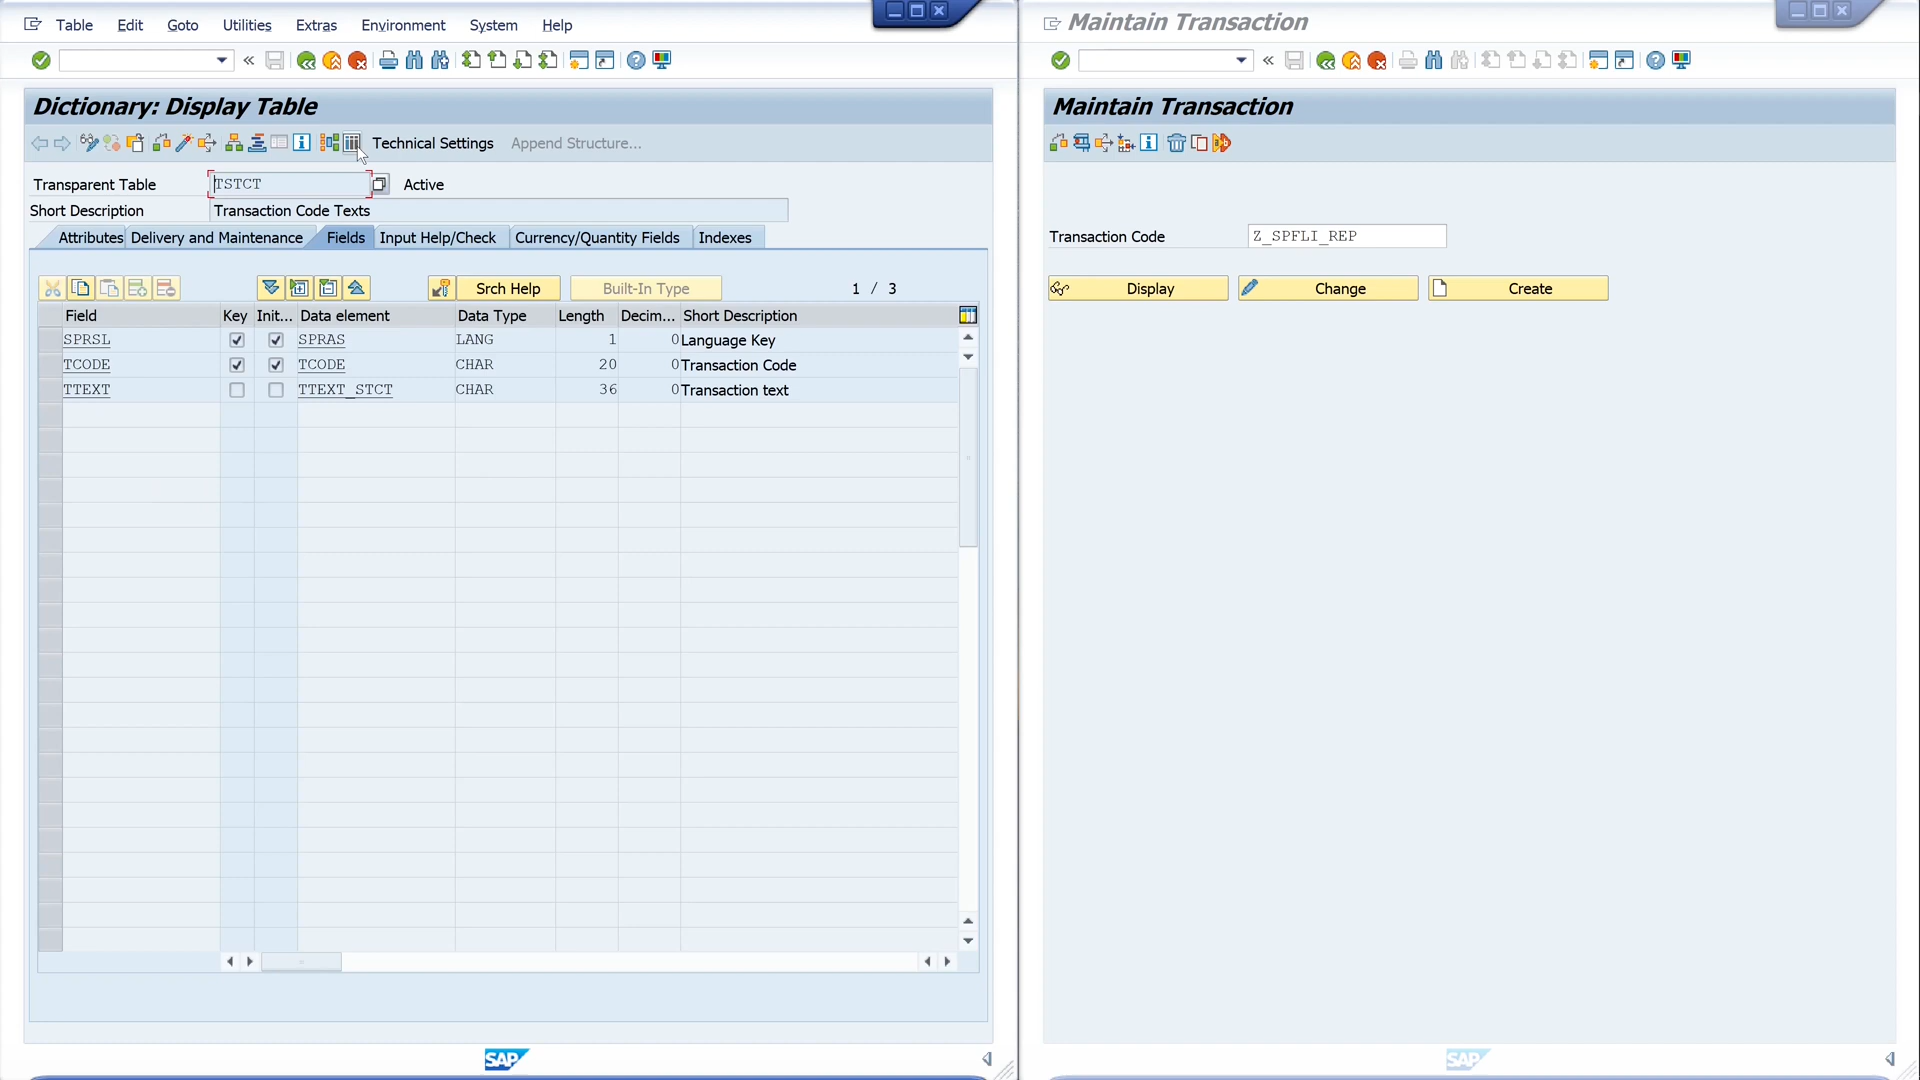 Table Edit Goto Utilities Extras Environment System Help
Dictionary: Display Table
Technical Settings Append Structure...
Transparent Table TSTCT Active
Short Description Transaction Code Texts
Attributes Delivery and Maintenance Fields Input Help/Check Currency/Quantity Fields Indexes
Srch Help Built-In Type 1 / 3
Field Key Init... Data element Data Type Length Decim... Short Description
SPRSL SPRAS LANG 1 0 Language Key
TCODE TCODE CHAR 20 0 Transaction Code
TTEXT TTEXT_STCT CHAR 36 0 Transaction text
SAP
Maintain Transaction
Maintain Transaction
Transaction Code Z_SPFLI_REP
Display Change Create
SAP